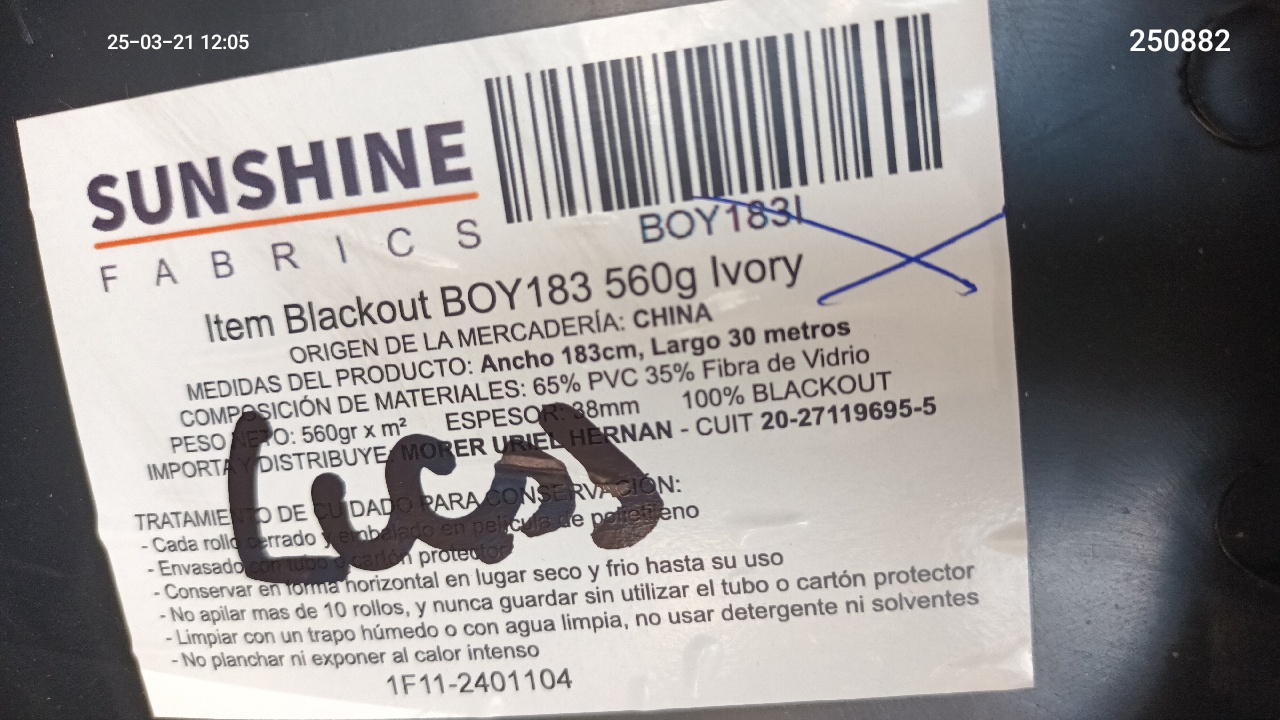 25-03-21 12:05
250882
SUNSHINE
FABRICS
BOY183I
Item Blackout BOY183 560g Ivory
ORIGEN DE LA MERCADERÍA: CHINA
MEDIDAS DEL PRODUCTO: Ancho 183cm, Largo 30 metros
COMPOSICIÓN DE MATERIALES: 65% PVC 35% Fibra de Vidrio
PESO NETO: 560gr x m² ESPESOR: 38mm 100% BLACKOUT
IMPORTA Y DISTRIBUYE: MORER URIEL HERNAN - CUIT 20-27119695-5
Lucas
TRATAMIENTO DE CUIDADO PARA CONSERVACIÓN:
- Cada rollo cerrado y embalado en película de polietileno
- Envasado con tubo o cartón protector
- Conservar en forma horizontal en lugar seco y frio hasta su uso
- No apilar mas de 10 rollos, y nunca guardar sin utilizar el tubo o cartón protector
- Limpiar con un trapo húmedo o con agua limpia, no usar detergente ni solventes
- No planchar ni exponer al calor intenso
1F11-2401104